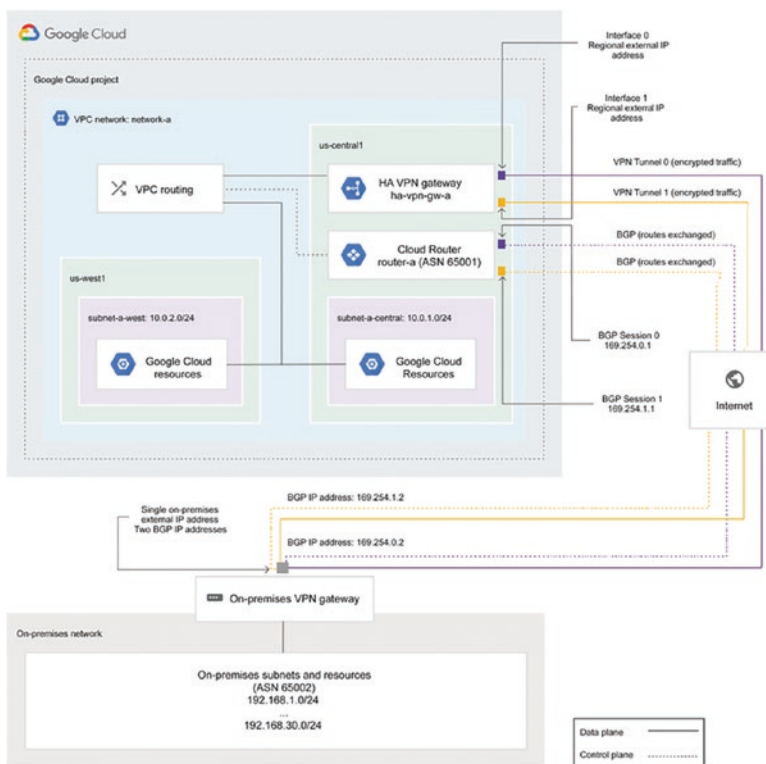 Google Cloud
Google Cloud project
VPC network: network-a
us-central1
VPC routing
HA VPN gateway
ha-vpn-gw-a
Cloud Router
router-a (ASN 65001)
us-west1
subnet-a-west: 10.0.2.0/24
Google Cloud
resources
subnet-a-central: 10.0.1.0/24
Google Cloud
Resources
Interface 0
Regional external IP
address
Interface 1
Regional exterral IP
address
VPN Tunnel 0 (encrypted traffic)
VPN Tunnel 1 (encrypted traffic)
BGP (routes exchanged)
BGP (routes exchanged)
BGP Session 0
169.254.0.1
BGP Session 1
169.254.1.1
Internet
BGP IP address: 169.254.1.2
Single on-premises
external IP address
Two BGP IP addresses
BGP IP address: 169.254.0.2
On-premises VPN gateway
On-premises network
On-premises subnets and resources
(ASN 65002)
192.168.1.0/24
...
192.168.30.0/24
Data plane
Control plane